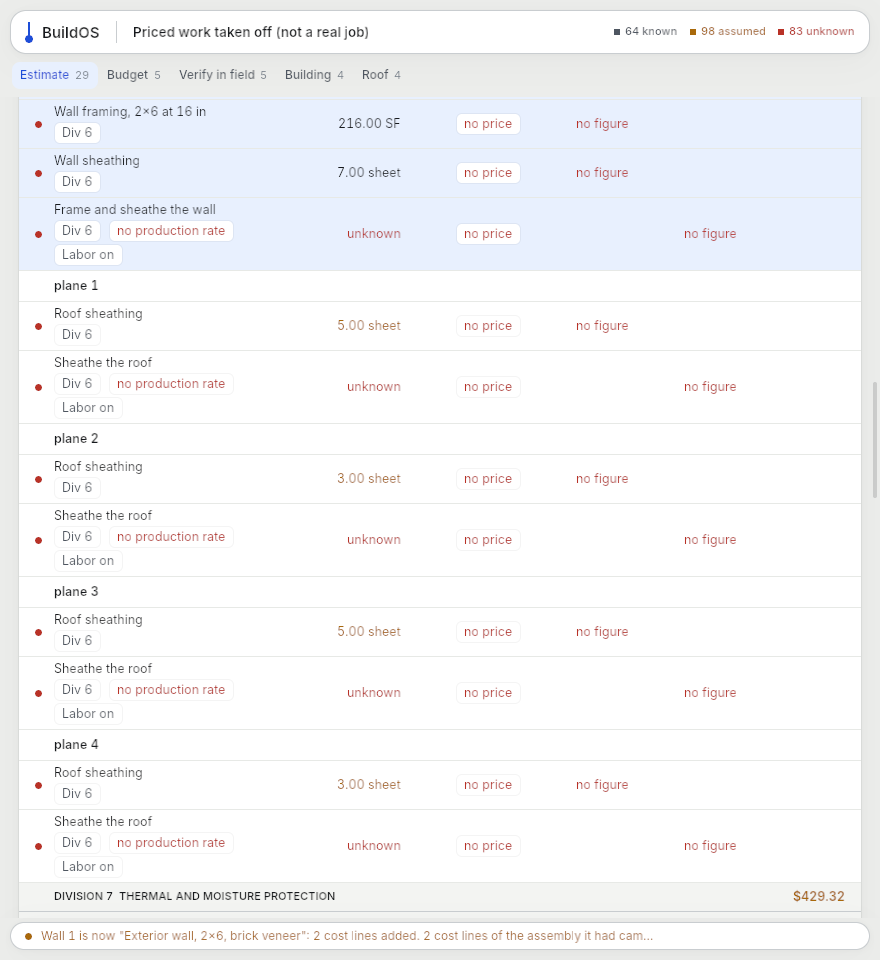 BuildOS Priced work taken off (not a real job) 64 known 98 assumed 83 unknown
Estimate 29 Budget 5 Verify in field 5 Building 4 Roof 4
Wall framing, 2×6 at 16 in
Div 6
216.00 SF no price no figure
Wall sheathing
Div 6
7.00 sheet no price no figure
Frame and sheathe the wall
Div 6 no production rate
Labor on
unknown no price no figure
plane 1
Roof sheathing
Div 6
5.00 sheet no price no figure
Sheathe the roof
Div 6 no production rate
Labor on
unknown no price no figure
plane 2
Roof sheathing
Div 6
3.00 sheet no price no figure
Sheathe the roof
Div 6 no production rate
Labor on
unknown no price no figure
plane 3
Roof sheathing
Div 6
5.00 sheet no price no figure
Sheathe the roof
Div 6 no production rate
Labor on
unknown no price no figure
plane 4
Roof sheathing
Div 6
3.00 sheet no price no figure
Sheathe the roof
Div 6 no production rate
Labor on
unknown no price no figure
DIVISION 7 THERMAL AND MOISTURE PROTECTION $429.32
Wall 1 is now "Exterior wall, 2×6, brick veneer": 2 cost lines added. 2 cost lines of the assembly it had cam...